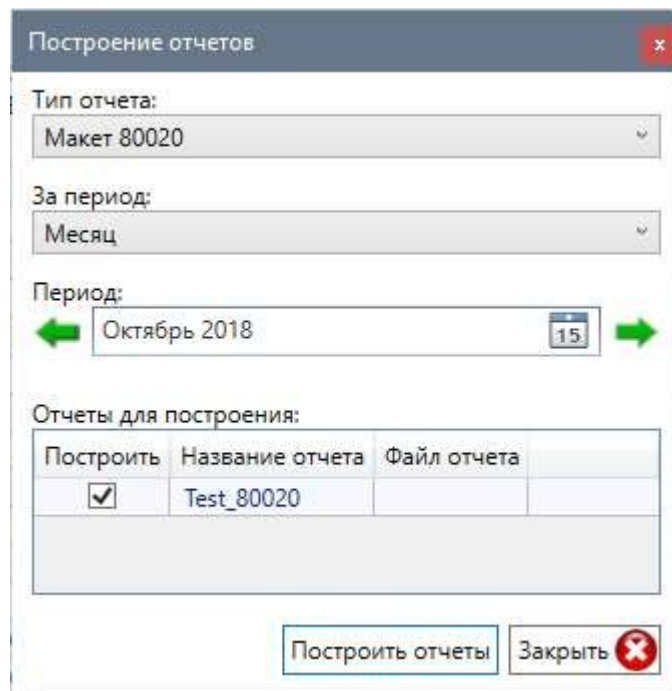 Построение отчетов
x
Тип отчета:
Макет 80020
За период:
Месяц
Период:
Октябрь 2018
15
Отчеты для построения:
Построить Название отчета Файл отчета
Test_80020
Построить отчеты Закрыть